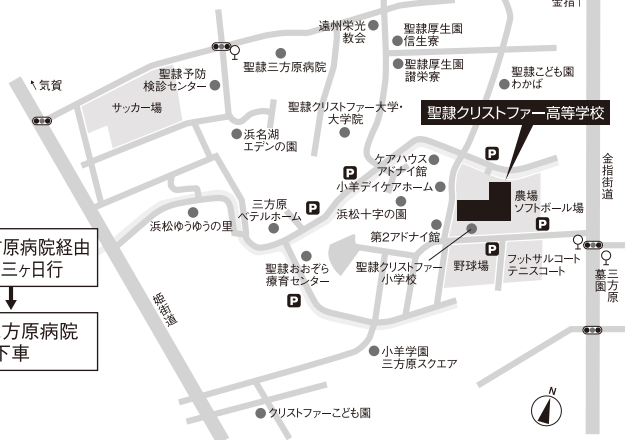 金指
遠州栄光
教会
聖隷厚生園
信生寮
聖隷三方原病院
聖隷厚生園
讃栄寮
気賀
聖隷予防
検診センター
聖隷こども園
わかば
サッカー場
聖隷クリストファー大学・
大学院
聖隷クリストファー高等学校
浜名湖
エデンの園
P
ケアハウス
アドナイ館
P
小羊デイケアホーム
金指街道
農場
ソフトボール場
三方原
ベテルホーム
P
浜松十字の園
浜松ゆうゆうの里
第2アドナイ館
P
方原病院経由
三ヶ日行
聖隷おおぞら
療育センター
聖隷クリストファー
小学校
野球場
P
フットサルコート
テニスコート
三方原
墓園
P
姫街道
三方原病院
下車
小羊学園
三方原スクエア
クリストファーこども園
N